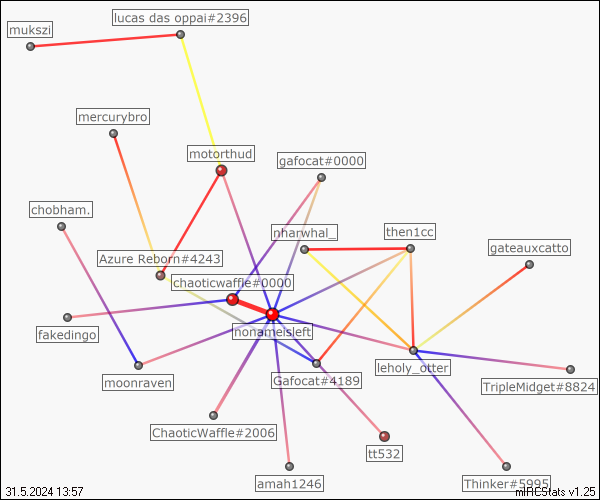 lucas das oppai#2396
mukszi
mercurybro
motorthud
gafocat#0000
chobham.
nharwhal_
then1cc
gateauxcatto
Azure Reborn#4243
chaoticwaffle#0000
fakedingo
nonameisleft
moonraven
Gafocat#4189
leholy_otter
TripleMidget#8824
ChaoticWaffle#2006
tt532
amah1246
Thinker#5995
31.5.2024 13:57
mIRCStats v1.25